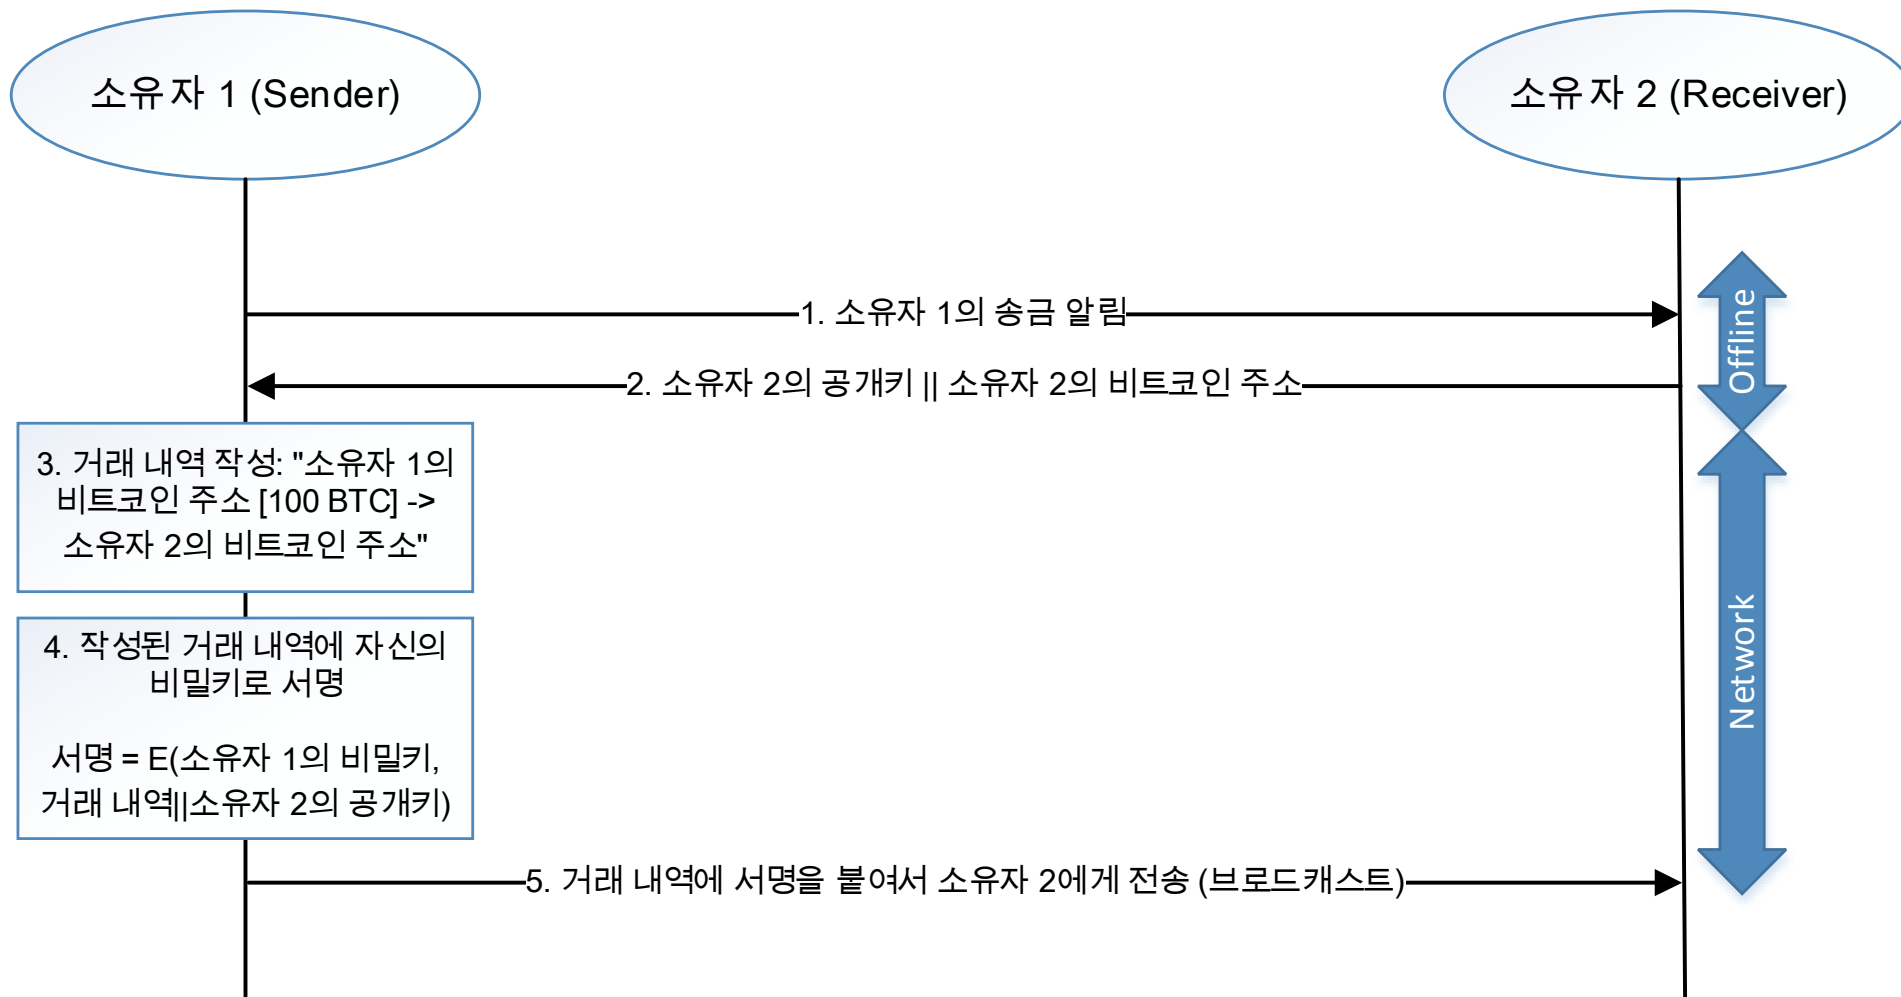 소유자 1 (Sender)
소유자 2 (Receiver)
1. 소유자 1의 송금 알림
Offline
2. 소유자 2의 공개키 || 소유자 2의 비트코인 주소
3. 거래 내역 작성: "소유자 1의
비트코인 주소 [100 BTC] ->
소유자 2의 비트코인 주소"
Network
4. 작성된 거래 내역에 자신의
비밀키로 서명
서명 = E(소유자 1의 비밀키,
거래 내역||소유자 2의 공개키)
5. 거래 내역에 서명을 붙여서 소유자 2에게 전송 (브로드캐스트)